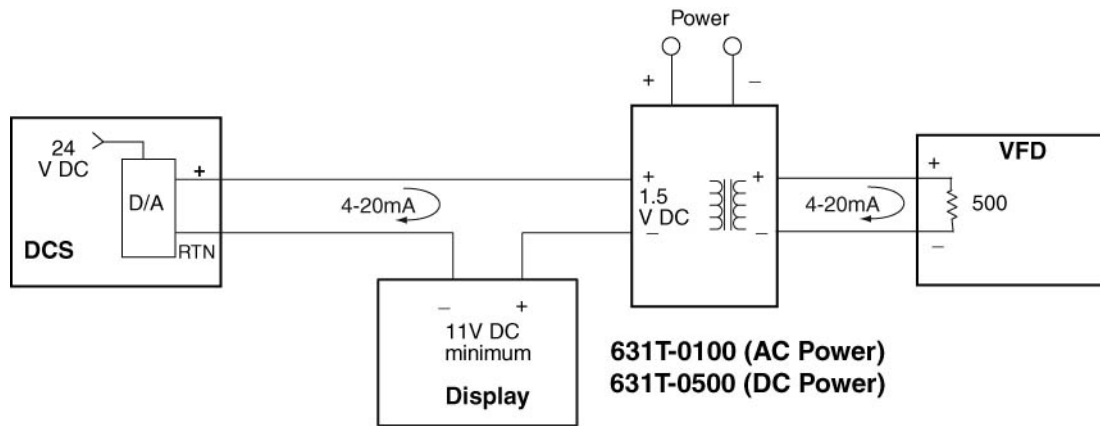 Power
+
−
24
V DC
D/A
+
RTN
DCS
4-20mA
−
+
11V DC
minimum
Display
+
1.5
V DC
−
+
−
4-20mA
631T-0100 (AC Power)
631T-0500 (DC Power)
VFD
+
500
−